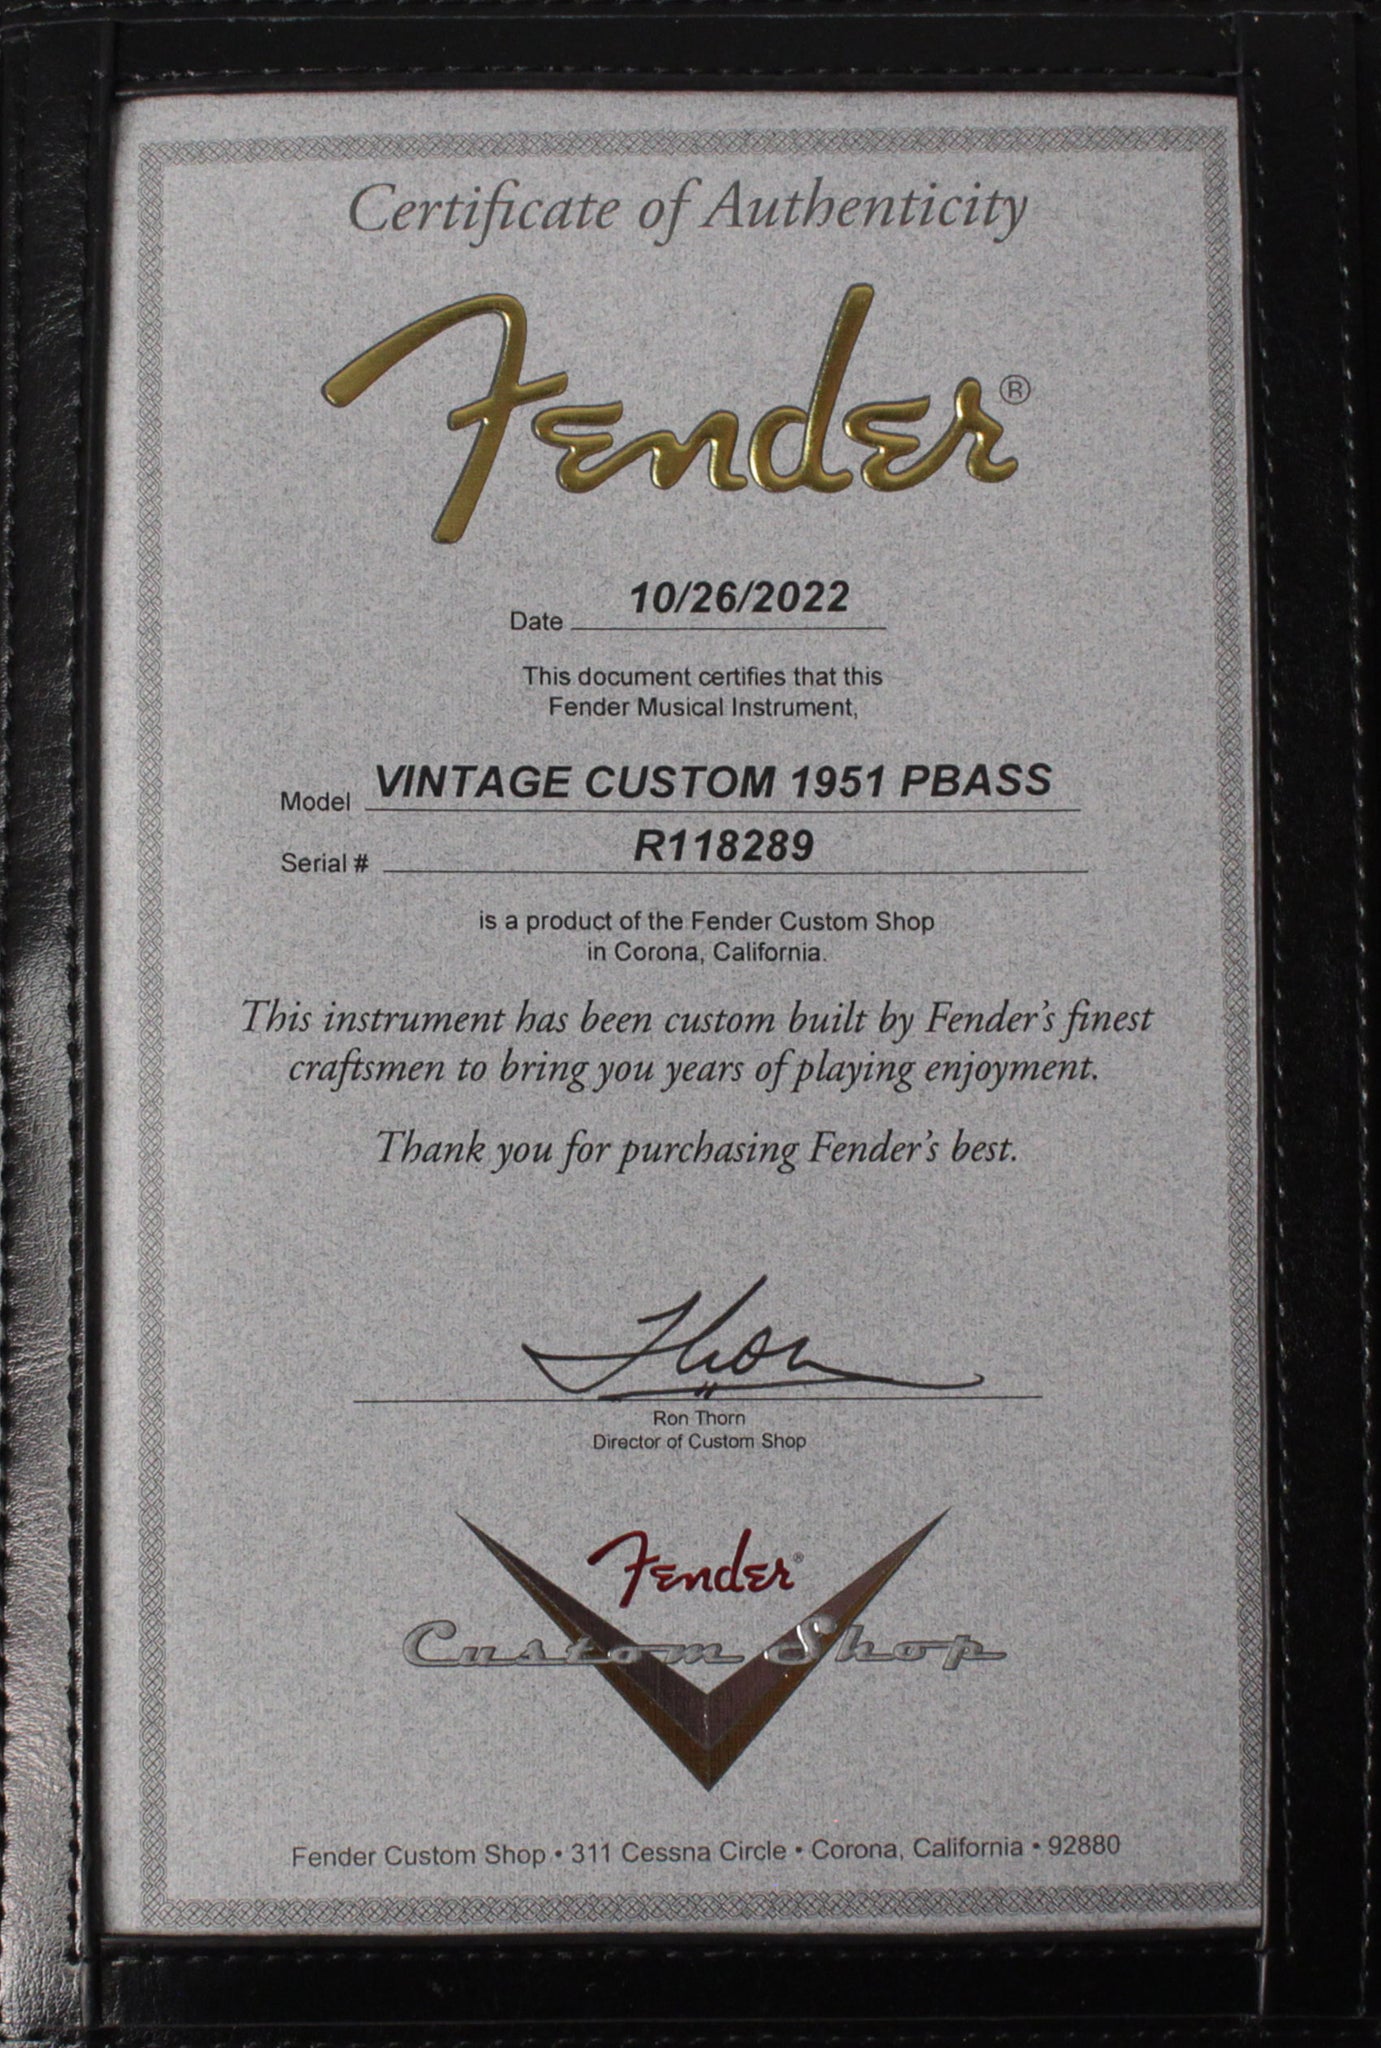 Certificate of Authenticity
Fender®
Date 10/26/2022
This document certifies that this
Fender Musical Instrument,
Model VINTAGE CUSTOM 1951 PBASS
Serial # R118289
is a product of the Fender Custom Shop
in Corona, California.
This instrument has been custom built by Fender's finest
craftsmen to bring you years of playing enjoyment.
Thank you for purchasing Fender's best.
Thorn
Ron Thorn
Director of Custom Shop
Fender®
Custom Shop
Fender Custom Shop • 311 Cessna Circle • Corona, California • 92880